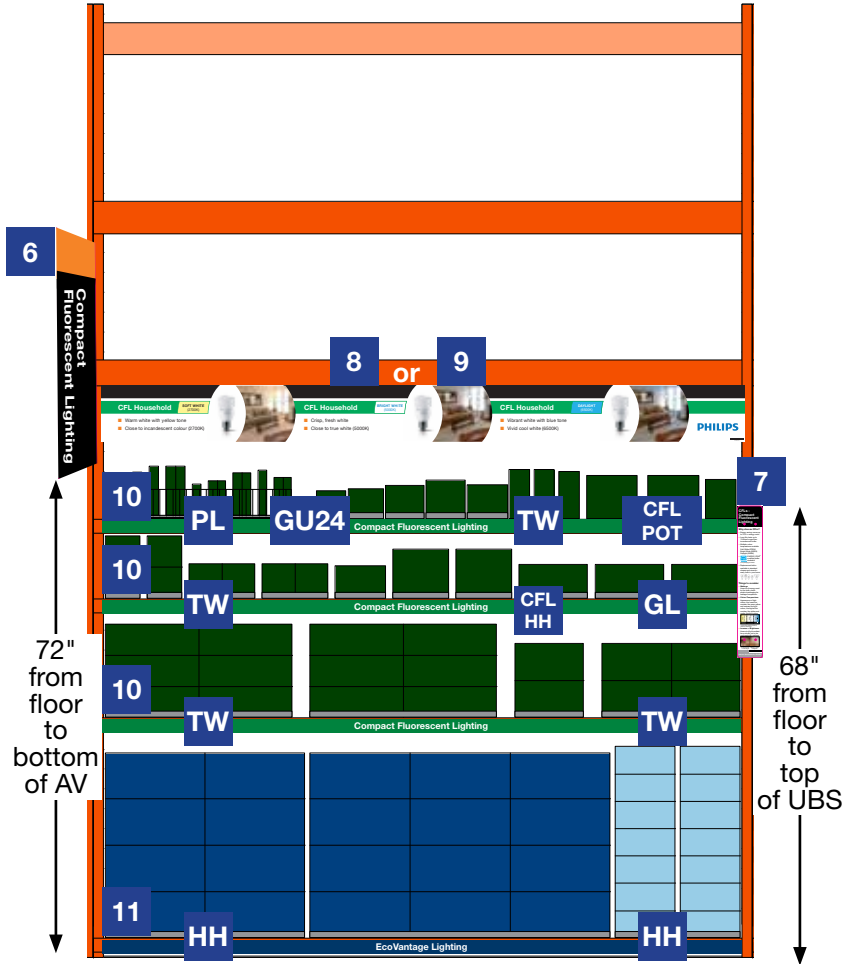 6
Compact
Fluorescent Lighting
8 or 9
CFL Household
SOFT WHITE
Warm white with yellow tone
Close to incandescent colour (2700K)
CFL Household
BRIGHT WHITE
Crisp, fresh white
Close to true white (5000K)
CFL Household
DAYLIGHT
Vibrant white with blue tone
Vivid cool white (6500K)
PHILIPS
7
CFLs -
Compact
Fluorescent
Lighting
10
PL
GU24
TW
CFL
POT
Compact Fluorescent Lighting
10
TW
CFL
HH
GL
Compact Fluorescent Lighting
10
TW
TW
Compact Fluorescent Lighting
11
HH
HH
EcoVantage Lighting
72"
from
floor
to
bottom
of AV
68"
from
floor
to
top
of UBS